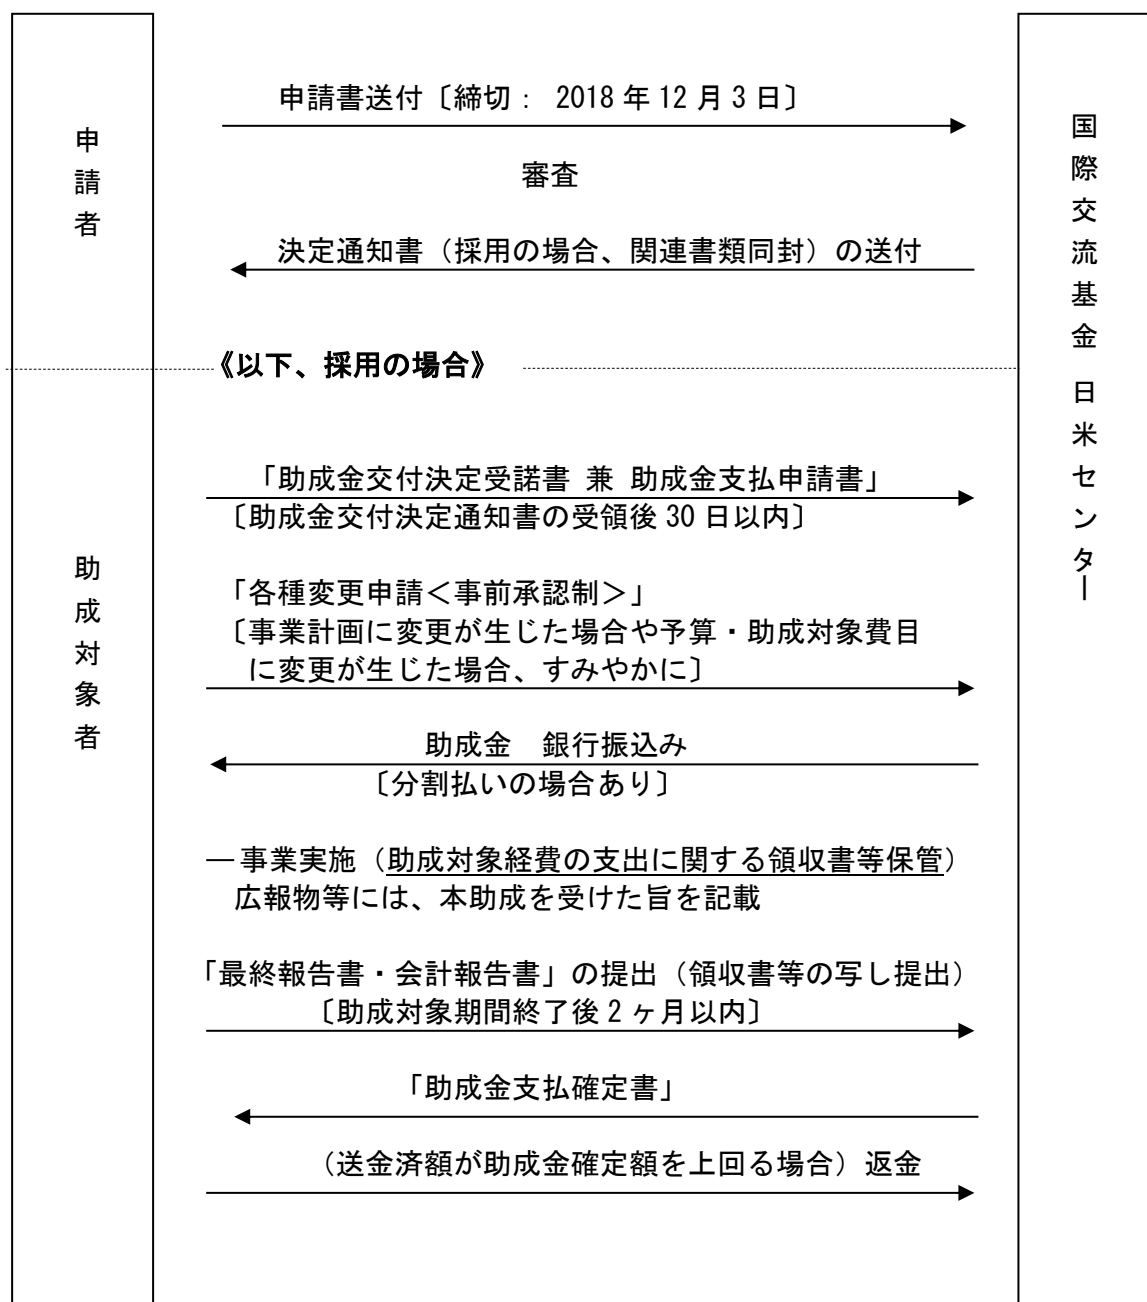 申請者
申請書送付〔締切： 2018年12月3日〕
審査
決定通知書（採用の場合、関連書類同封）の送付
国際交流基金 日米センター
《以下、採用の場合》
助成対象者
「助成金交付決定受諾書 兼 助成金支払申請書」
〔助成金交付決定通知書の受領後30日以内〕
「各種変更申請＜事前承認制＞」
〔事業計画に変更が生じた場合や予算・助成対象費目
に変更が生じた場合、すみやかに〕
助成金　銀行振込み
〔分割払いの場合あり〕
―事業実施（助成対象経費の支出に関する領収書等保管）
広報物等には、本助成を受けた旨を記載
「最終報告書・会計報告書」の提出（領収書等の写し提出）
〔助成対象期間終了後2ヶ月以内〕
「助成金支払確定書」
（送金済額が助成金確定額を上回る場合）返金